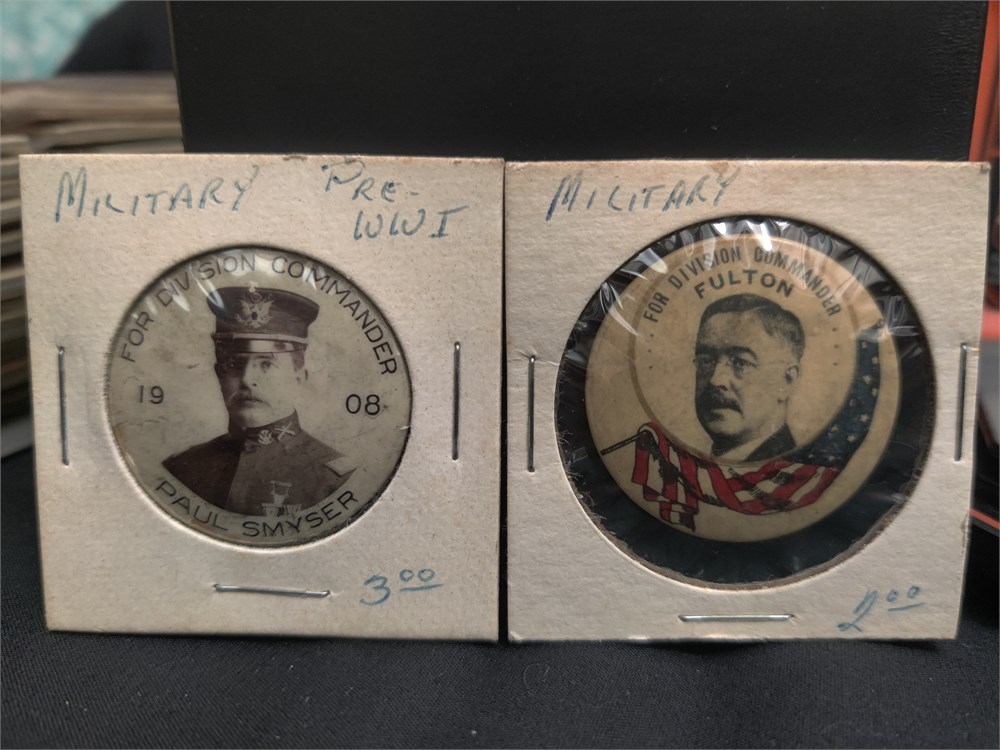 MILITARY PRE-
WWI
FOR DIVISION COMMANDER
19 08
PAUL SMYSER
3 00
MILITARY
FOR DIVISION COMMANDER
FULTON
2 00